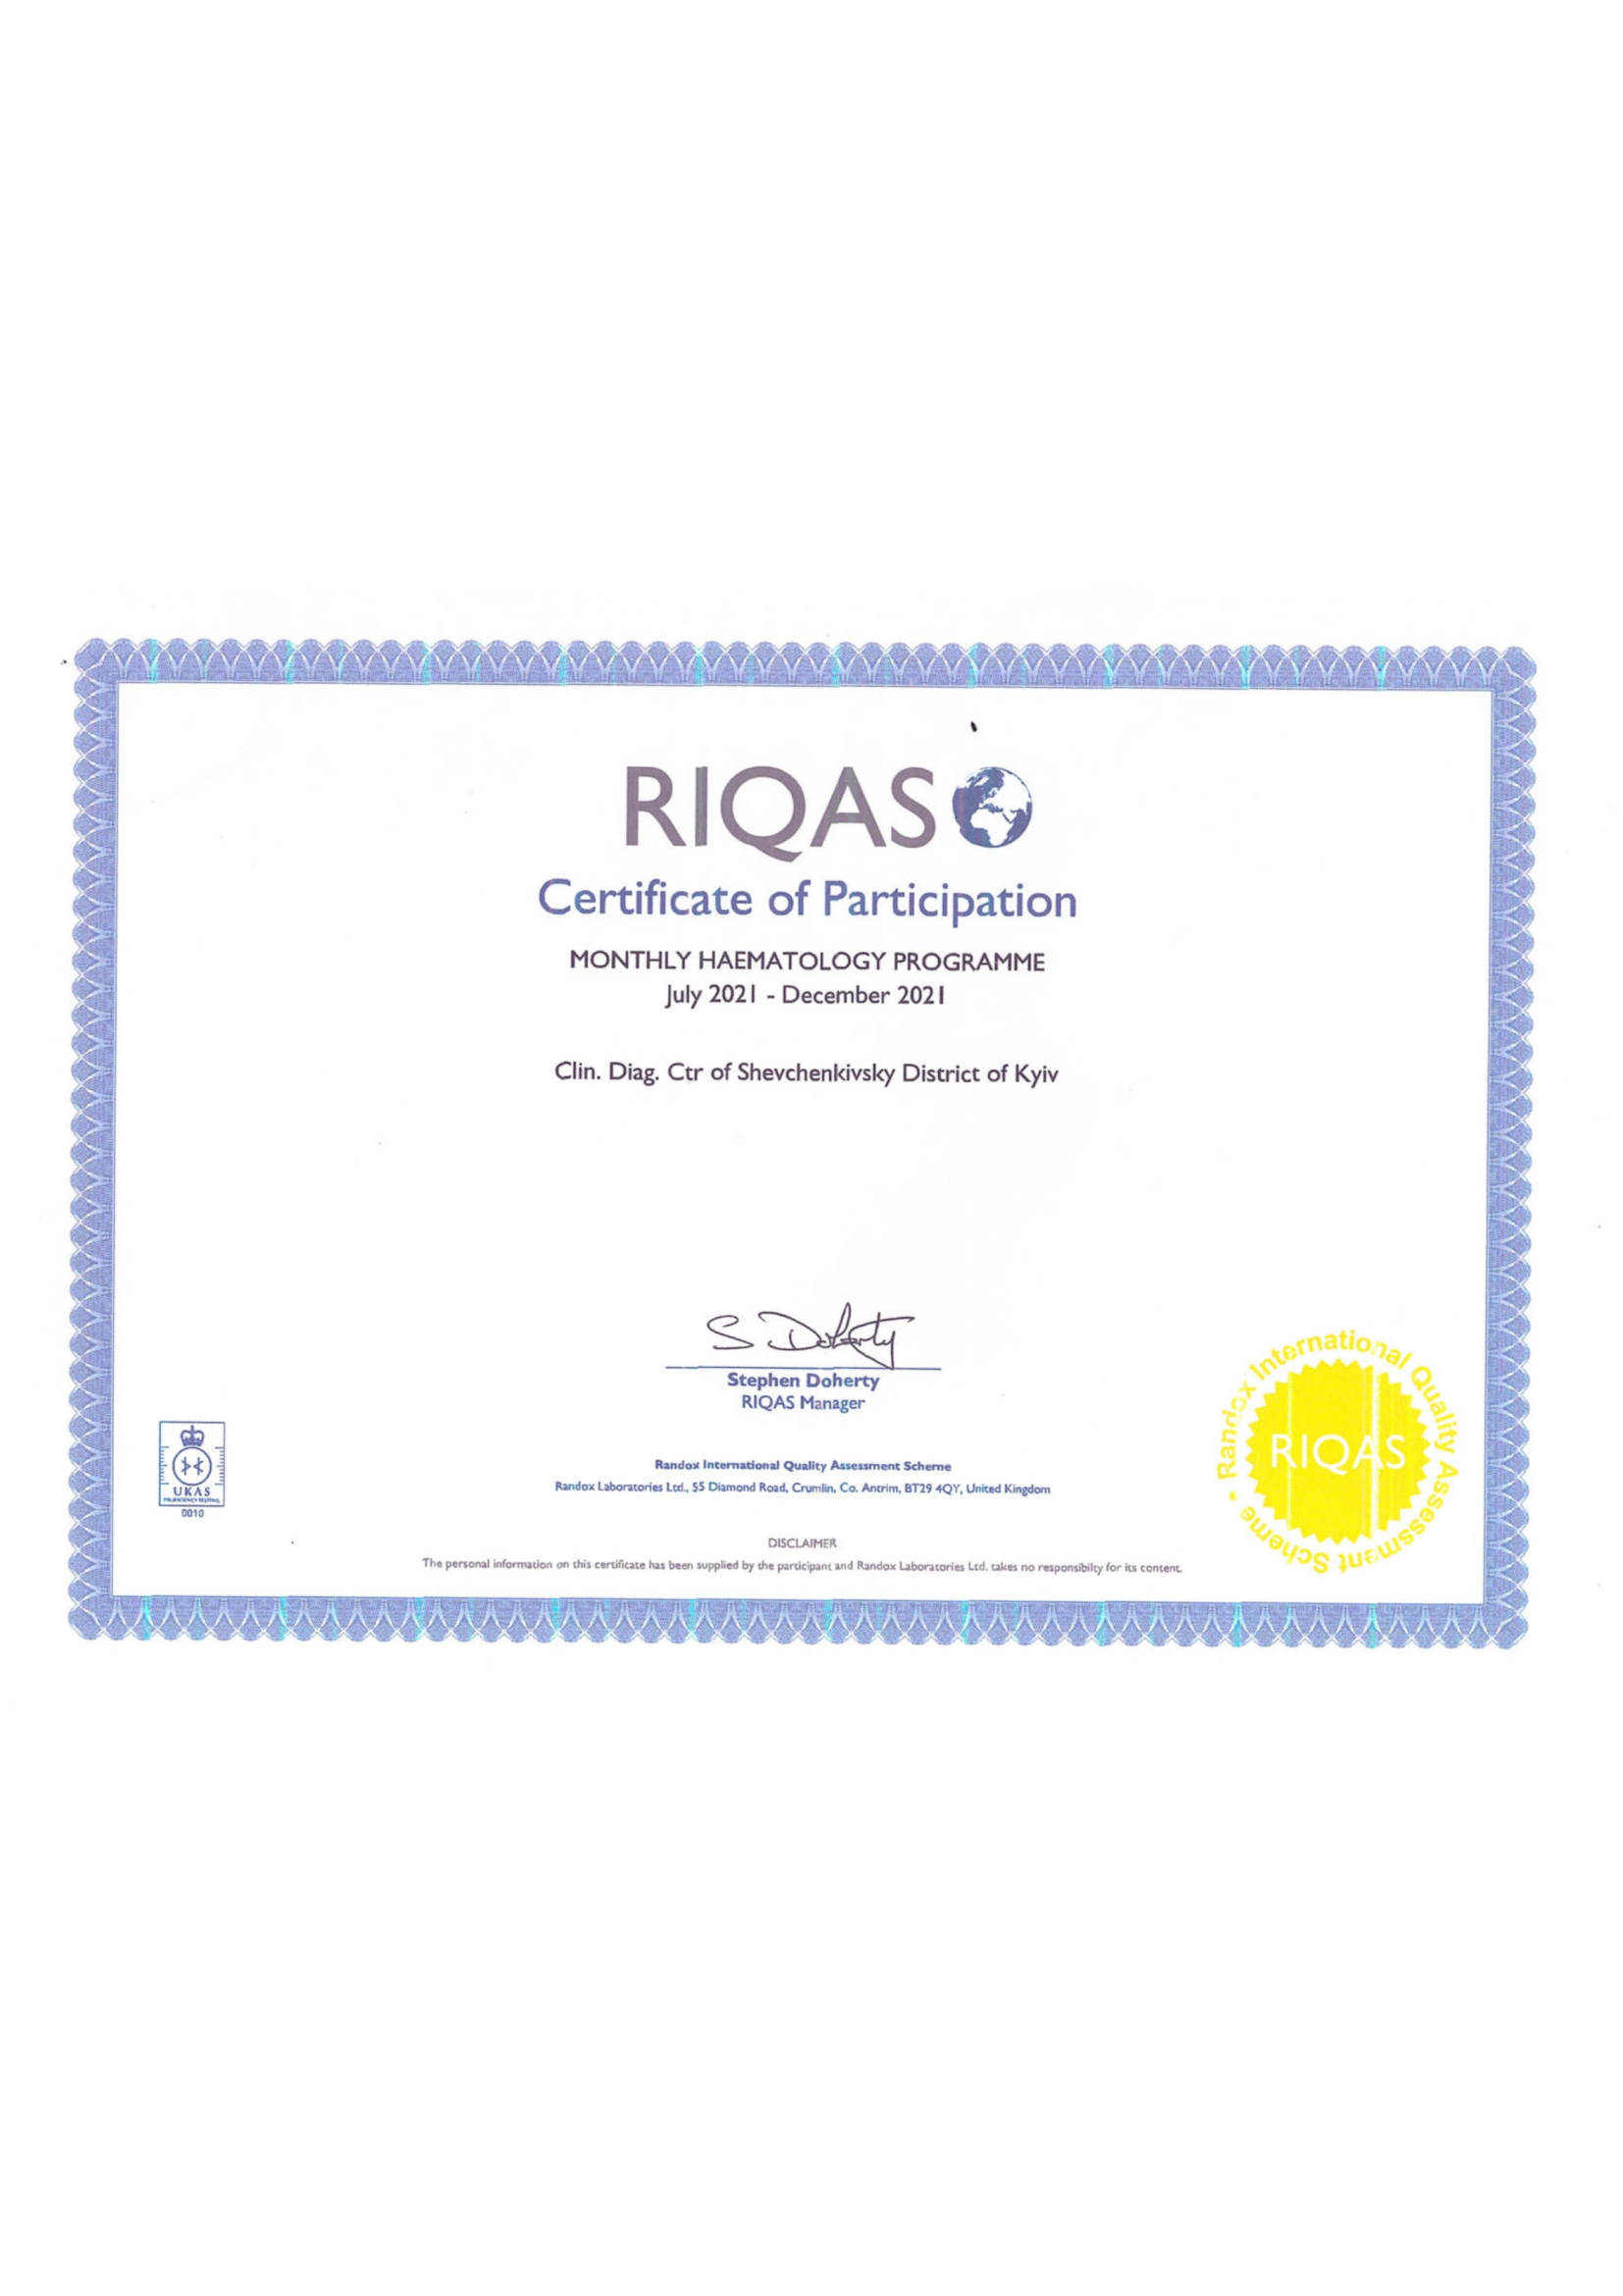 RIQAS
Certificate of Participation
MONTHLY HAEMATOLOGY PROGRAMME
July 2021 - December 2021
Clin. Diag. Ctr of Shevchenkivsky District of Kyiv
S Doherty
Stephen Doherty
RIQAS Manager
UKAS
PROFICIENCY TESTING
0010
Randox International Quality Assessment Scheme
Randox Laboratories Ltd., 55 Diamond Road, Crumlin, Co. Antrim, BT29 4QY, United Kingdom
DISCLAIMER
The personal information on this certificate has been supplied by the participant and Randox Laboratories Ltd. takes no responsibilty for its content.
Randox International Quality Assessment Scheme •
RIQAS